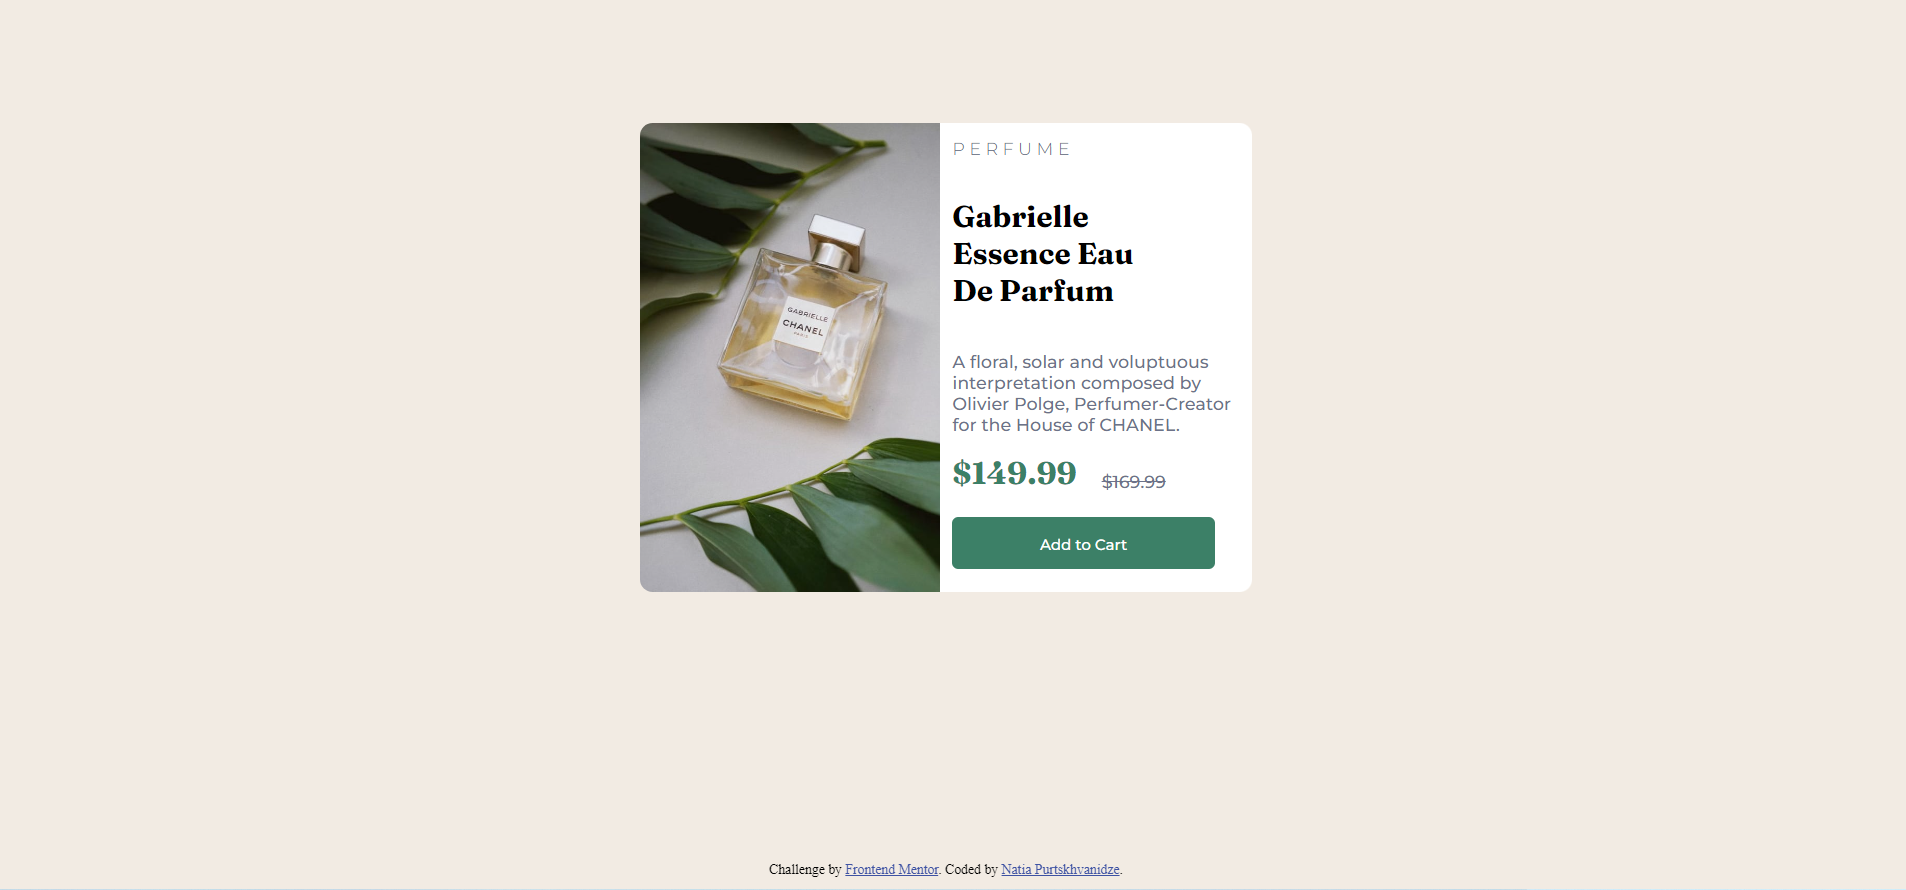 GABRIELLE
CHANEL
PARIS
PERFUME
Gabrielle
Essence Eau
De Parfum
A floral, solar and voluptuous
interpretation composed by
Olivier Polge, Perfumer-Creator
for the House of CHANEL.
$149.99 $169.99
Add to Cart
Challenge by Frontend Mentor. Coded by Natia Purtskhvanidze.